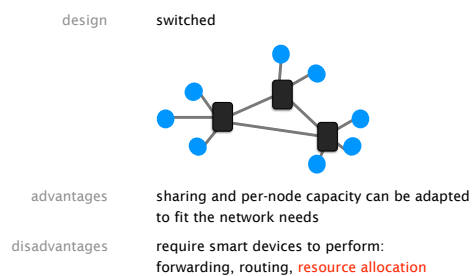 design switched
advantages sharing and per-node capacity can be adapted
to fit the network needs
disadvantages require smart devices to perform:
forwarding, routing, resource allocation